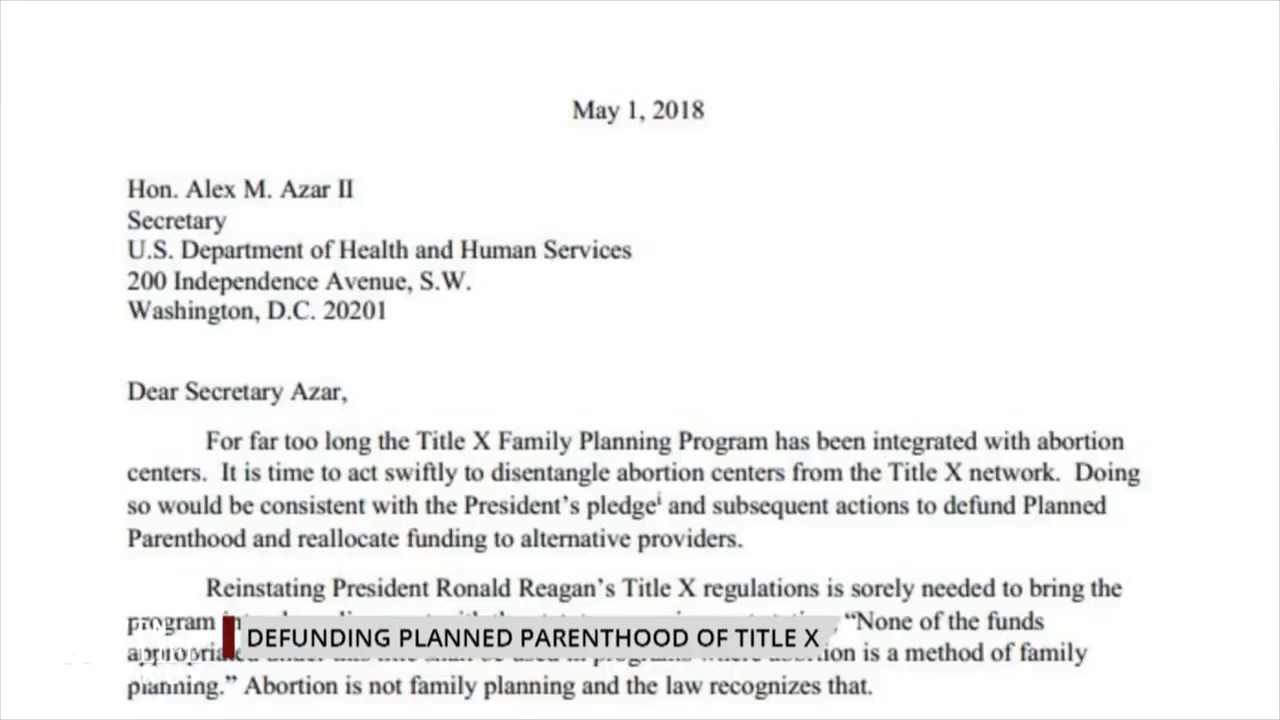 May 1, 2018
Hon. Alex M. Azar II
Secretary
U.S. Department of Health and Human Services
200 Independence Avenue, S.W.
Washington, D.C. 20201
Dear Secretary Azar,
For far too long the Title X Family Planning Program has been integrated with abortion
centers. It is time to act swiftly to disentangle abortion centers from the Title X network. Doing
so would be consistent with the President's pledgeⁱ and subsequent actions to defund Planned
Parenthood and reallocate funding to alternative providers.
Reinstating President Ronald Reagan's Title X regulations is sorely needed to bring the
program "None of the funds
DEFUNDING PLANNED PARENTHOOD OF TITLE X
is a method of family
planning." Abortion is not family planning and the law recognizes that.